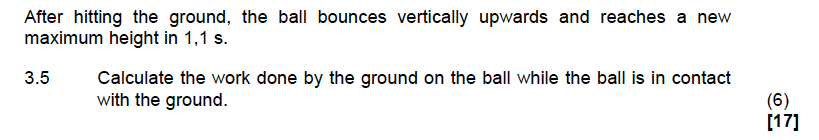 After hitting the ground, the ball bounces vertically upwards and reaches a new
maximum height in 1,1 s.
3.5 Calculate the work done by the ground on the ball while the ball is in contact
with the ground. (6)
[17]